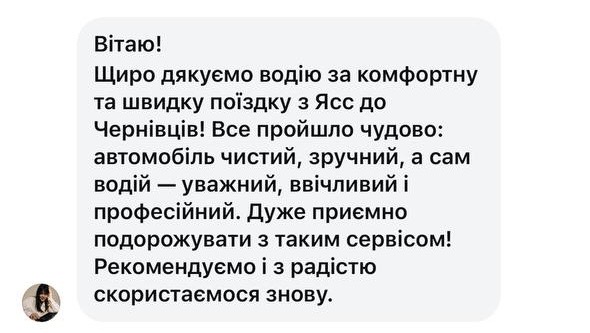 Вітаю!
Щиро дякуємо водію за комфортну
та швидку поїздку з Ясс до
Чернівців! Все пройшло чудово:
автомобіль чистий, зручний, а сам
водій — уважний, ввічливий і
професійний. Дуже приємно
подорожувати з таким сервісом!
Рекомендуємо і з радістю
скористаємося знову.